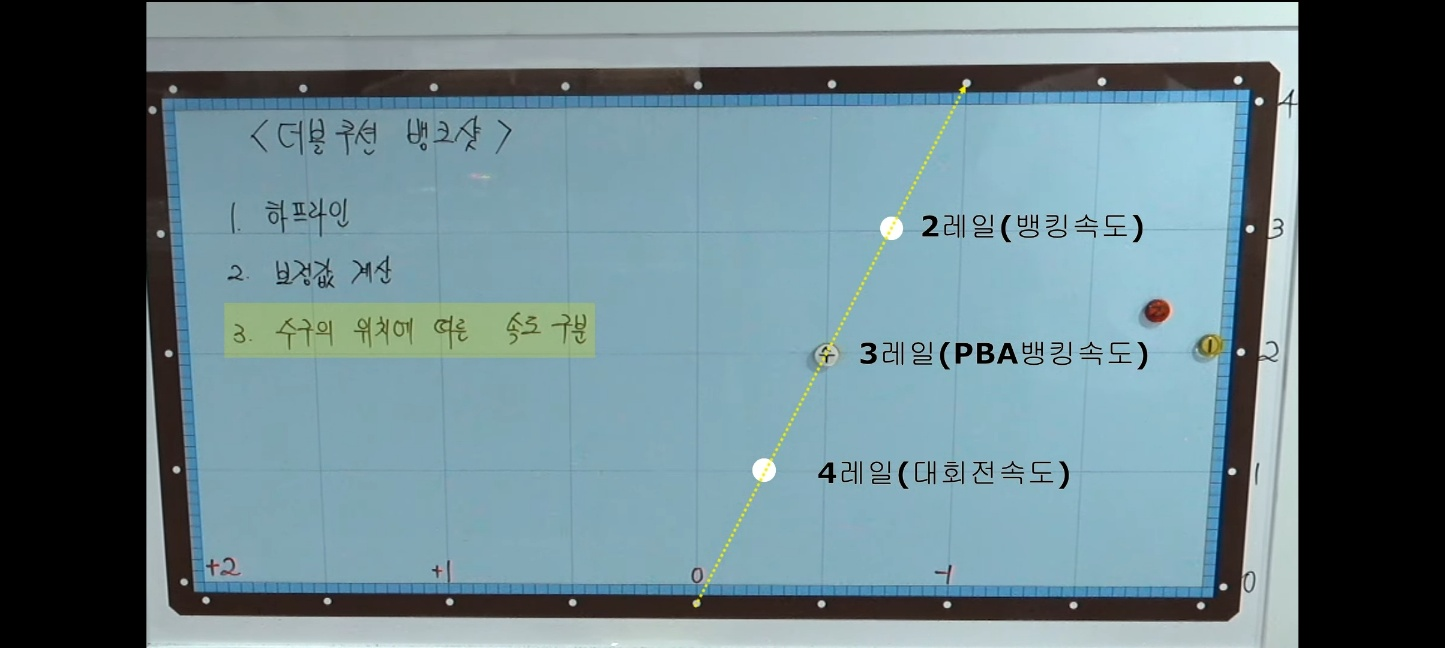 <더블쿠션 뱅크샷>
1. 하프라인
2. 보정값 계산
3. 수구의 위치에 따른 속도 구분
2레일(뱅킹속도)
3레일(PBA뱅킹속도)
4레일(대회전속도)
수
2
1
4
3
2
1
0
+2 +1 0 -1